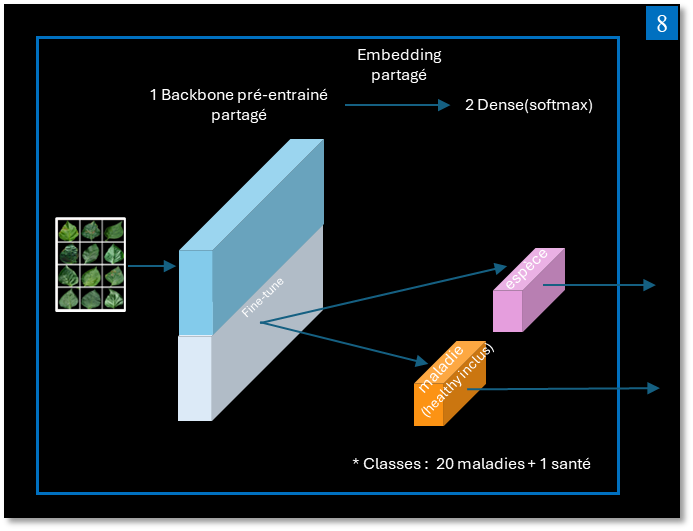 8
Embedding
partagé
1 Backbone pré-entrainé
partagé
2 Dense(softmax)
Fine-tune
espèce
maladie
(healthy inclus)
* Classes : 20 maladies + 1 santé